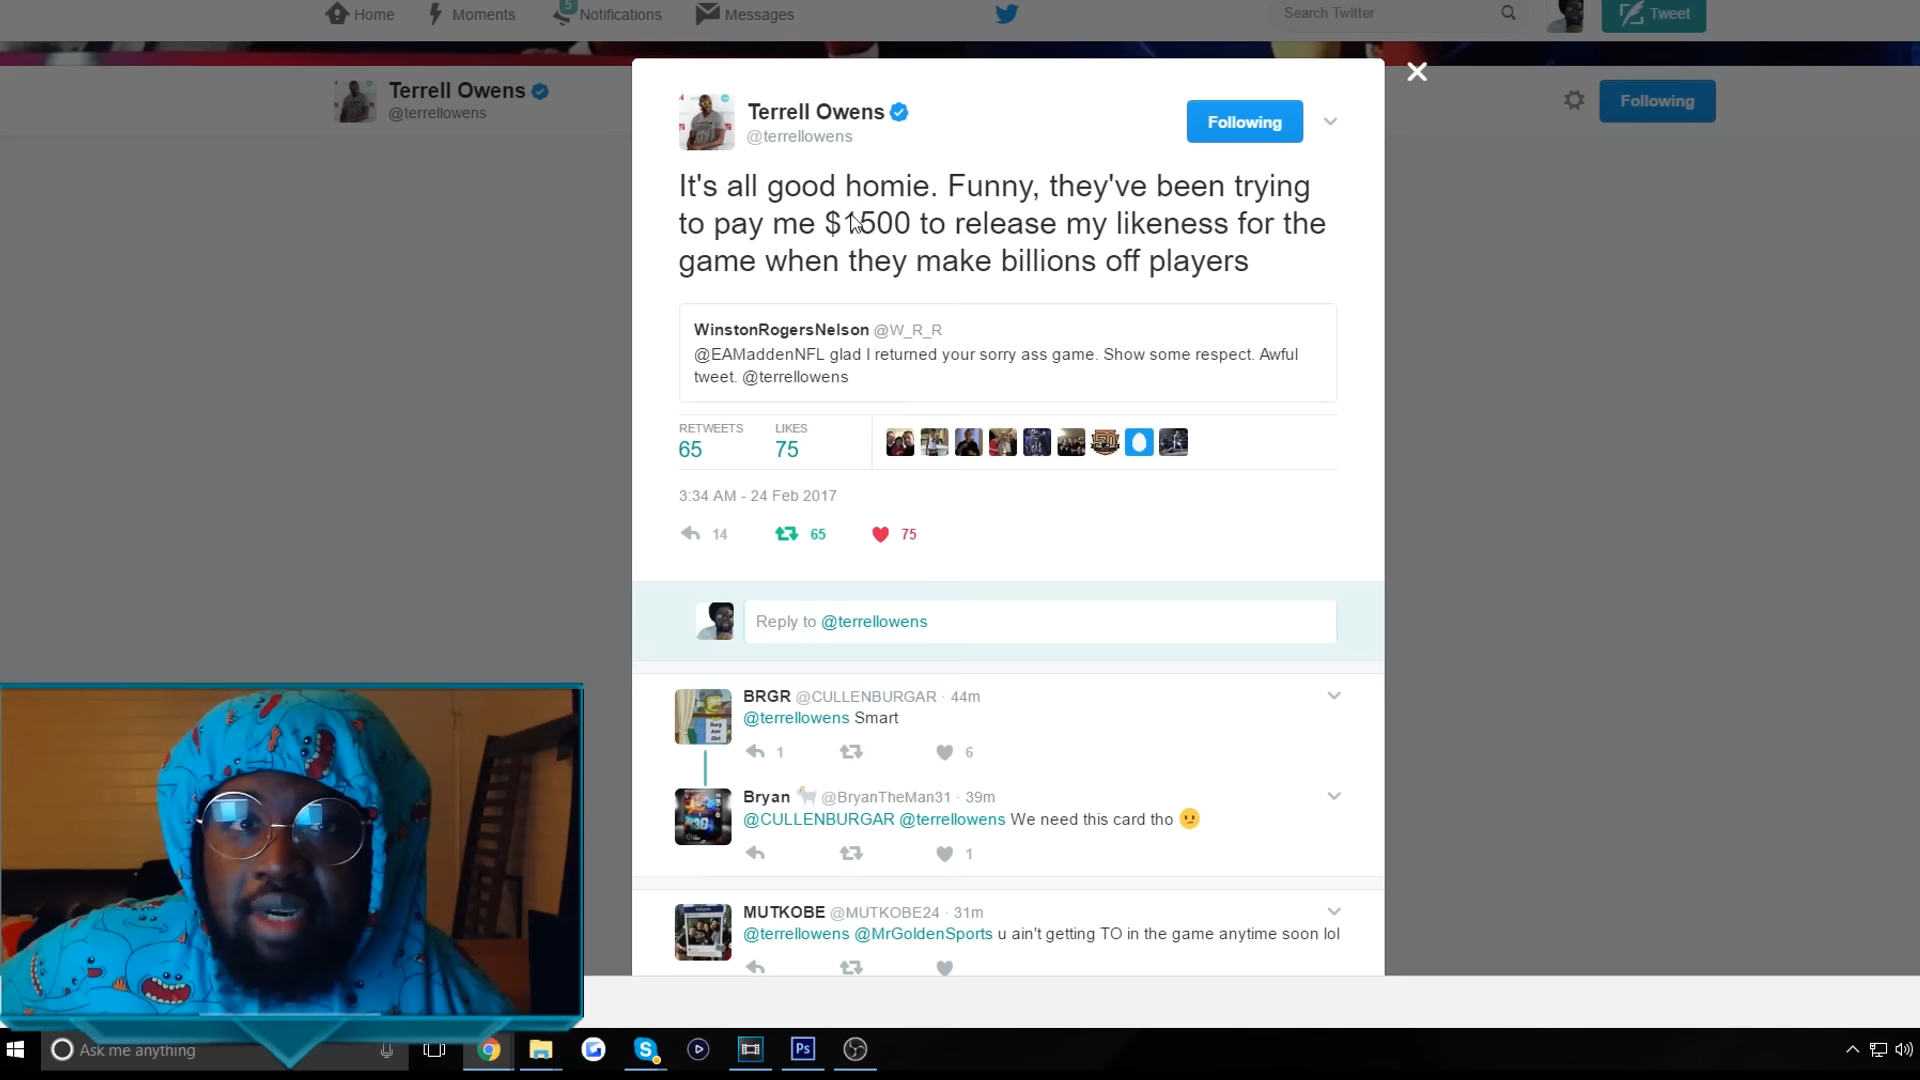 Home
Moments
5
Notifications
Messages
Search Twitter
Tweet
Terrell Owens
@terrellowens
Following
Terrell Owens
@terrellowens
Following
It's all good homie. Funny, they've been trying
to pay me $1500 to release my likeness for the
game when they make billions off players
WinstonRogersNelson @W_R_R
@EAMaddenNFL glad I returned your sorry ass game. Show some respect. Awful
tweet. @terrellowens
RETWEETS
65
LIKES
75
3:34 AM - 24 Feb 2017
14
65
75
Reply to @terrellowens
BRGR @CULLENBURGAR · 44m
@terrellowens Smart
1
6
Bryan @BryanTheMan31 · 39m
@CULLENBURGAR @terrellowens We need this card tho
1
MUTKOBE @MUTKOBE24 · 31m
@terrellowens @MrGoldenSports u ain't getting TO in the game anytime soon lol
Ask me anything
Ps